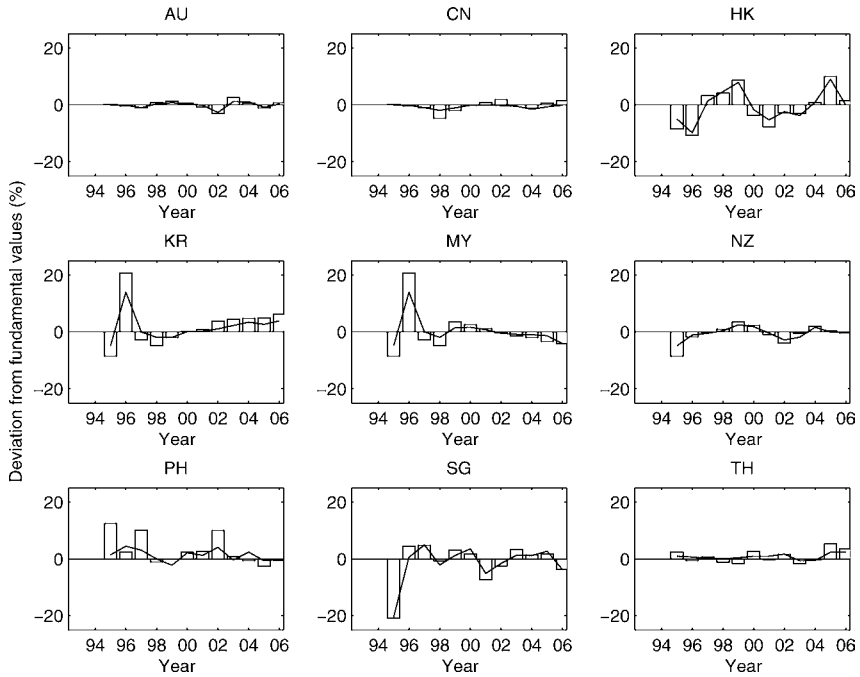 AU CN HK
20 20 20
0 0 0
−20 −20 −20
94 96 98 00 02 04 06 94 96 98 00 02 04 06 94 96 98 00 02 04 06
Year Year Year
Deviation from fundamental values (%)
KR MY NZ
20 20 20
0 0 0
−20 −20 −20
94 96 98 00 02 04 06 94 96 98 00 02 04 06 94 96 98 00 02 04 06
Year Year Year
PH SG TH
20 20 20
0 0 0
−20 −20 −20
94 96 98 00 02 04 06 94 96 98 00 02 04 06 94 96 98 00 02 04 06
Year Year Year